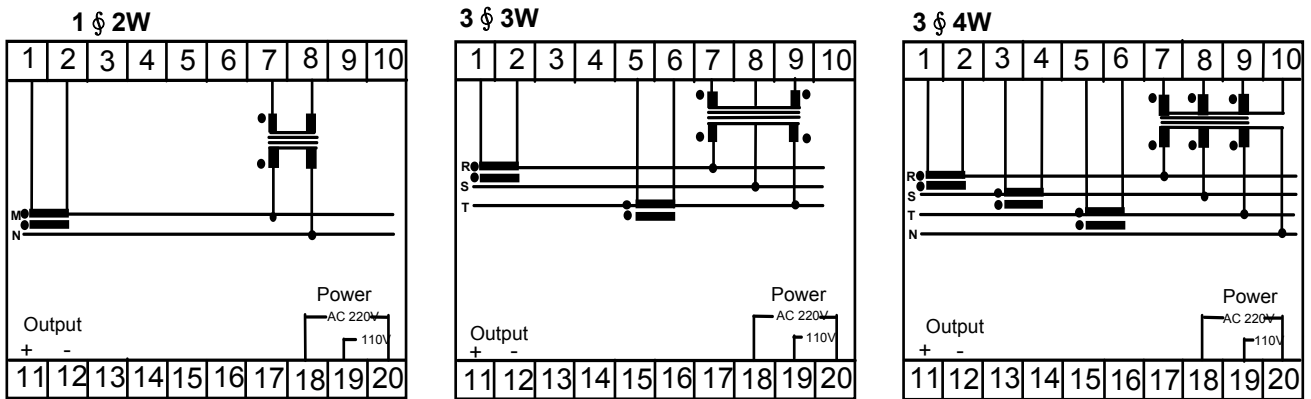 1 ∮ 2W
1 2 3 4 5 6 7 8 9 10
M
N
Power
AC 220V
110V
Output
+ -
11 12 13 14 15 16 17 18 19 20
3 ∮ 3W
1 2 3 4 5 6 7 8 9 10
R
S
T
Power
AC 220V
110V
Output
+ -
11 12 13 14 15 16 17 18 19 20
3 ∮ 4W
1 2 3 4 5 6 7 8 9 10
R
S
T
N
Power
AC 220V
110V
Output
+ -
11 12 13 14 15 16 17 18 19 20